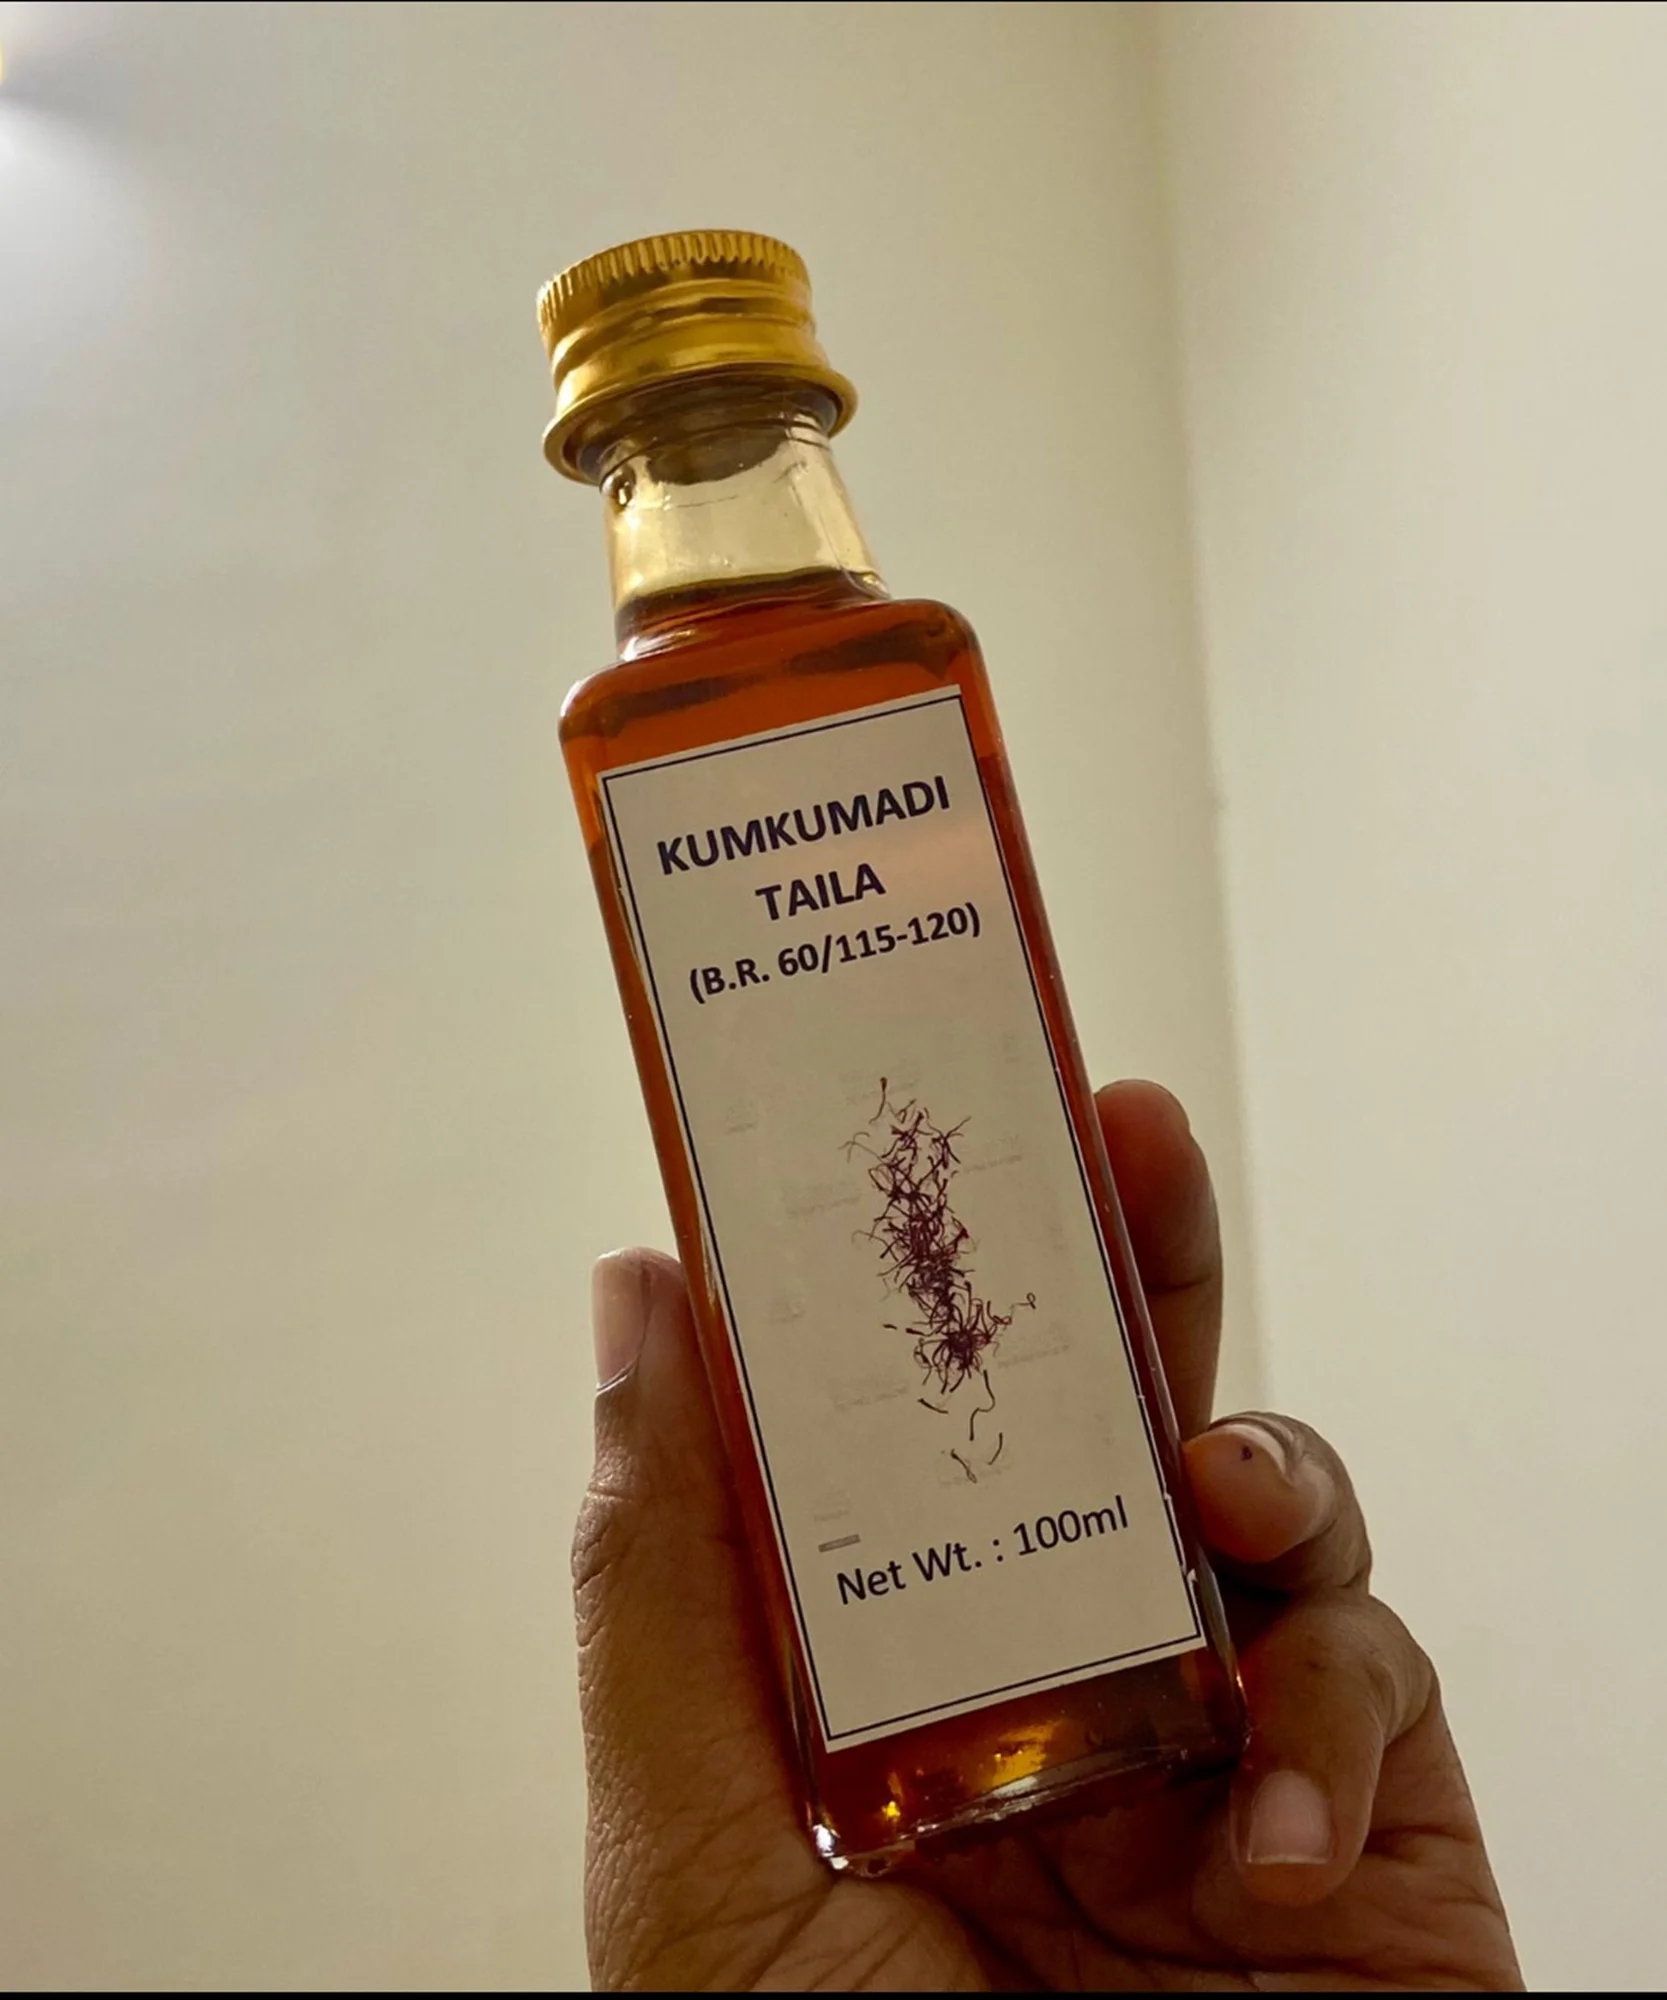 KUMKUMADI
TAILA
(B.R. 60/115-120)
Net Wt. : 100ml